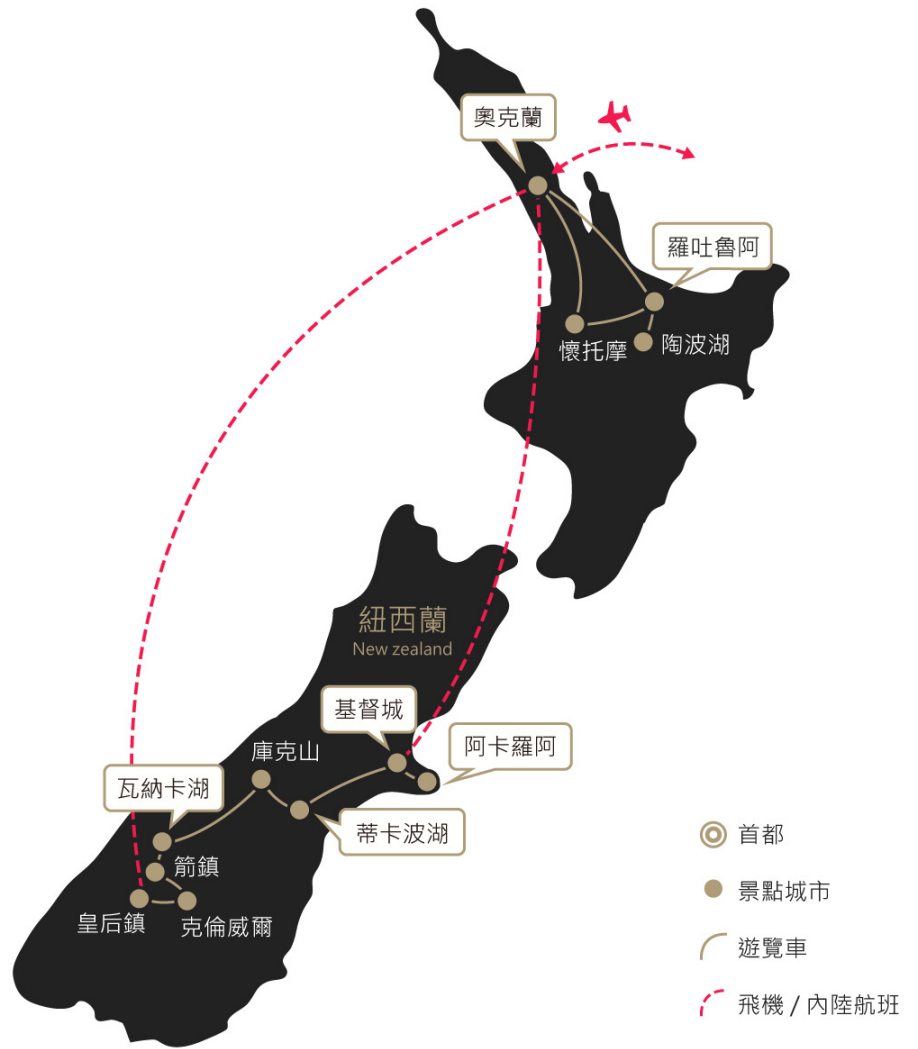 奧克蘭
羅吐魯阿
懷托摩
陶波湖
紐西蘭
New zealand
基督城
阿卡羅阿
庫克山
瓦納卡湖
蒂卡波湖
箭鎮
皇后鎮
克倫威爾
首都
景點城市
遊覽車
飛機 / 內陸航班